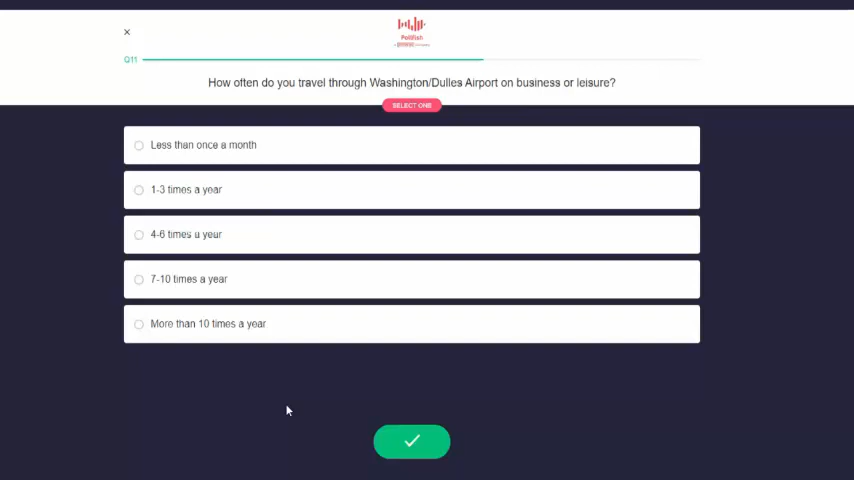 Pollfish
Q11
How often do you travel through Washington/Dulles Airport on business or leisure?
SELECT ONE
Less than once a month
1-3 times a year
4-6 times a year
7-10 times a year
More than 10 times a year